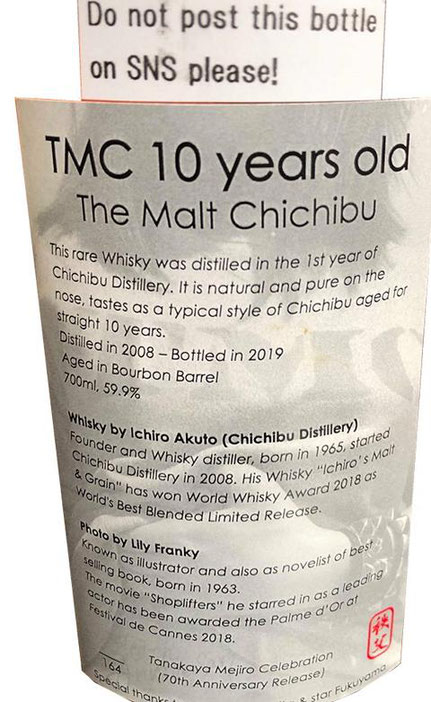 Do not post this bottle
on SNS please!
TMC 10 years old
The Malt Chichibu
This rare Whisky was distilled in the 1st year of
Chichibu Distillery. It is natural and pure on the
nose, tastes as a typical style of Chichibu aged for
straight 10 years.
Distilled in 2008 – Bottled in 2019
Aged in Bourbon Barrel
700ml, 59.9%
Whisky by Ichiro Akuto (Chichibu Distillery)
Founder and Whisky distiller, born in 1965, started
Chichibu Distillery in 2008. His Whisky "Ichiro's Malt
& Grain" has won World Whisky Award 2018 as
World's Best Blended Limited Release.
Photo by Lily Franky
Known as illustrator and also as novelist of best
selling book, born in 1963.
The movie "Shoplifters" he starred in as a leading
actor has been awarded the Palme d'Or at
Festival de Cannes 2018.
秩父
164
Tanakaya Mejiro Celebration
(70th Anniversary Release)
Special thanks & star Fukuyama